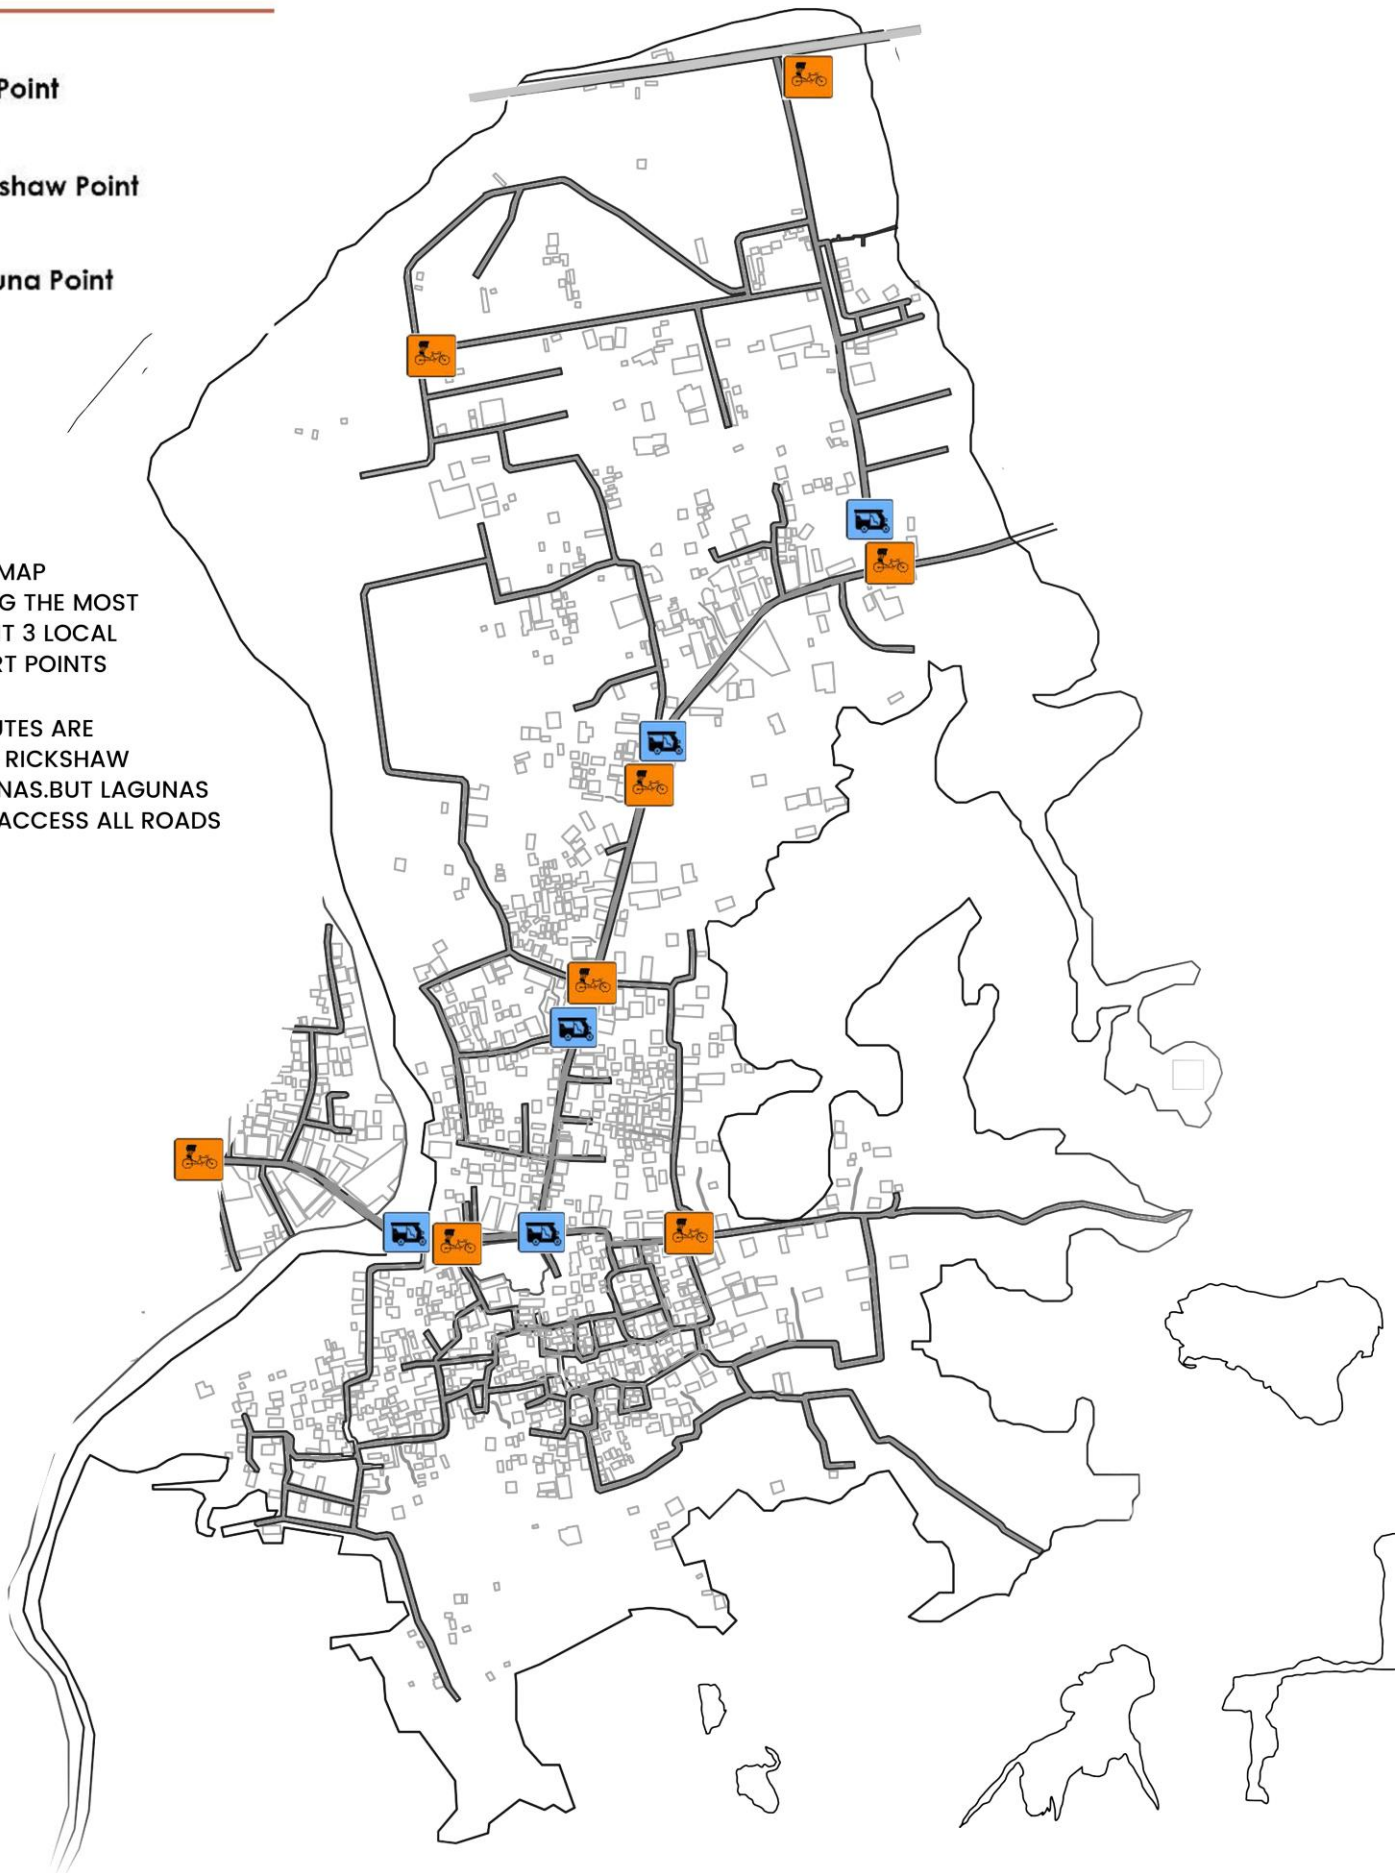 Point
shaw Point
una Point
MAP
G THE MOST
T 3 LOCAL
RT POINTS
UTES ARE
RICKSHAW
NAS.BUT LAGUNAS
ACCESS ALL ROADS